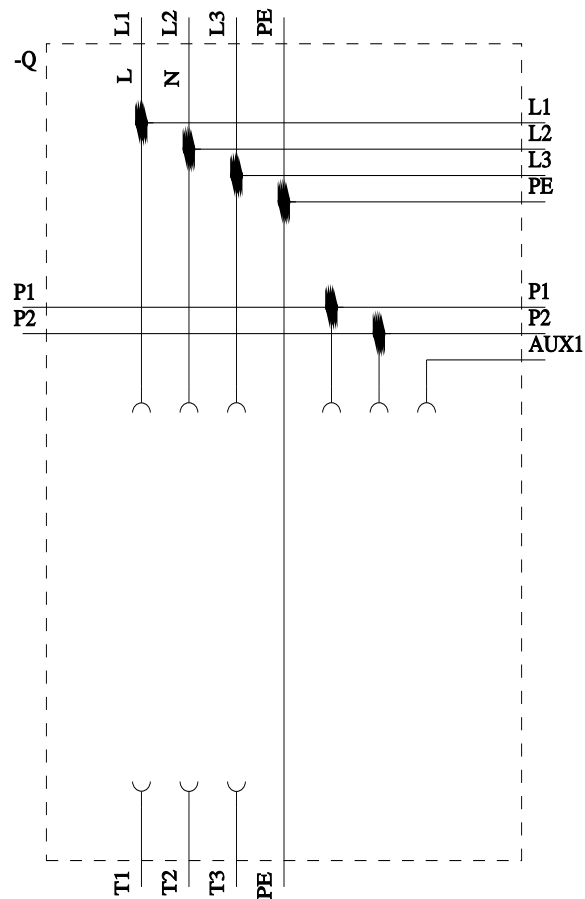 L1 L2 L3 PE
-Q
L N
L1
L2
L3
PE
P1 P1
P2 P2
AUX1
T1 T2 T3 PE